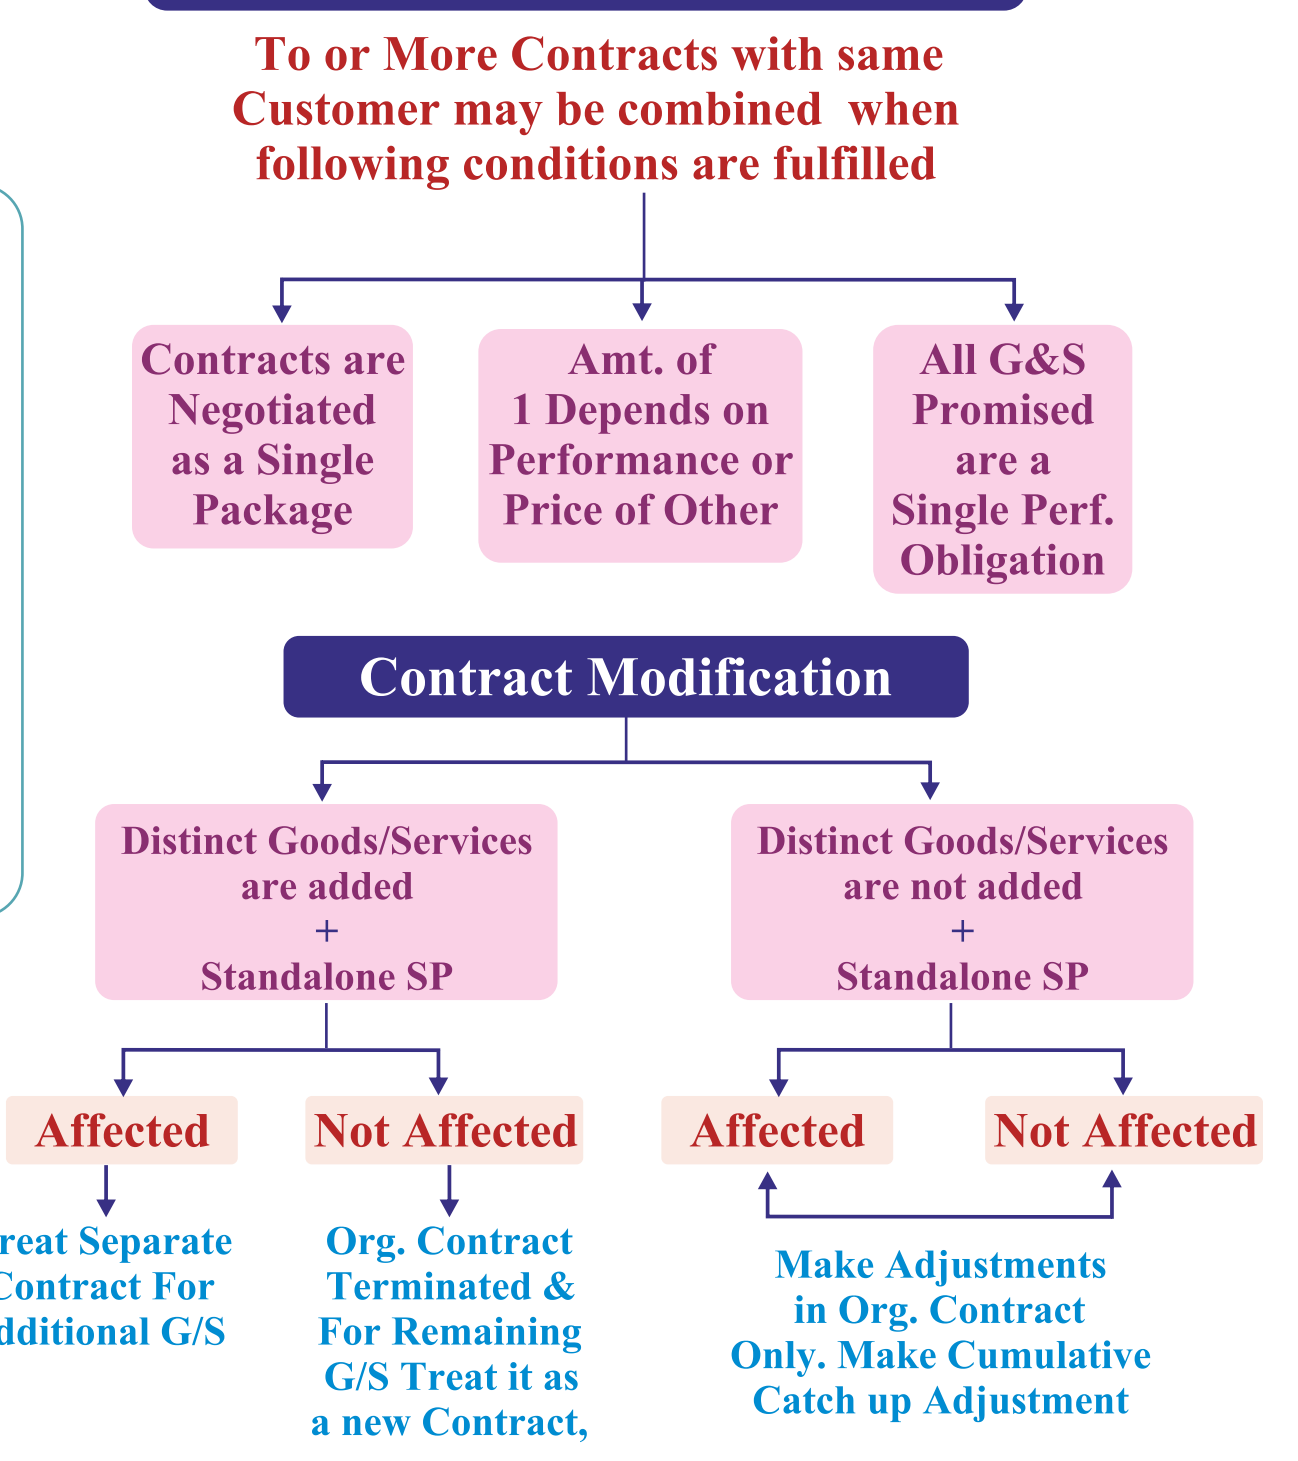 To or More Contracts with same
Customer may be combined when
following conditions are fulfilled
Contracts are
Negotiated
as a Single
Package
Amt. of
1 Depends on
Performance or
Price of Other
All G&S
Promised
are a
Single Perf.
Obligation
Contract Modification
Distinct Goods/Services
are added
+
Standalone SP
Distinct Goods/Services
are not added
+
Standalone SP
Affected
Not Affected
Affected
Not Affected
reat Separate
Contract For
dditional G/S
Org. Contract
Terminated &
For Remaining
G/S Treat it as
a new Contract,
Make Adjustments
in Org. Contract
Only. Make Cumulative
Catch up Adjustment